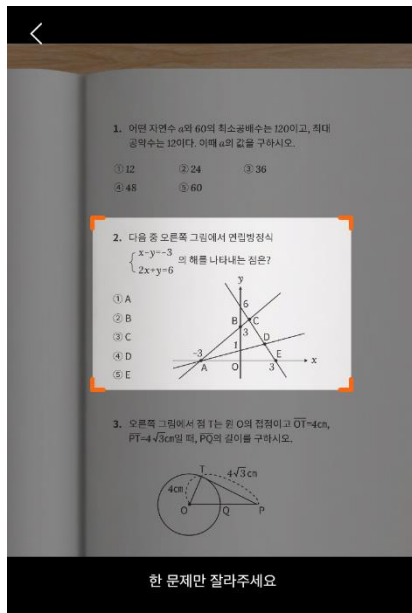 1. 어떤 자연수 a와 60의 최소공배수는 120이고, 최대
공약수는 12이다. 이때 a의 값을 구하시오.
① 12 ② 24 ③ 36
④ 48 ⑤ 60
2. 다음 중 오른쪽 그림에서 연립방정식
x-y=-3
2x+y=6
의 해를 나타내는 점은?
① A
② B
③ C
④ D
⑤ E
y
6
B
C
3
1
D
-3
E
A
O
3
x
3. 오른쪽 그림에서 점 T는 원 O의 접점이고 OT=4cm,
PT=4√3cm일 때, PQ의 길이를 구하시오.
T
4√3cm
4cm
O
Q
P
한 문제만 잘라주세요